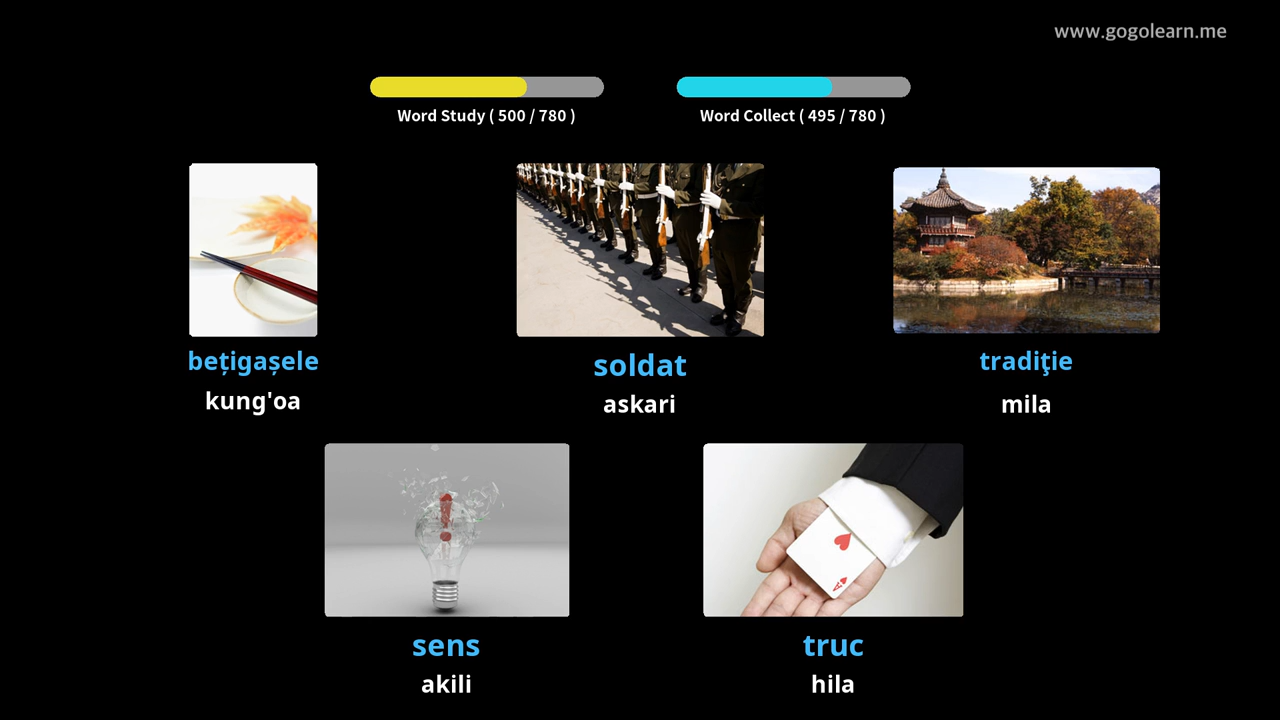 www.gogolearn.me
Word Study ( 500 / 780 )
Word Collect ( 495 / 780 )
bețigașele
kung'oa
soldat
askari
tradiţie
mila
sens
akili
truc
hila